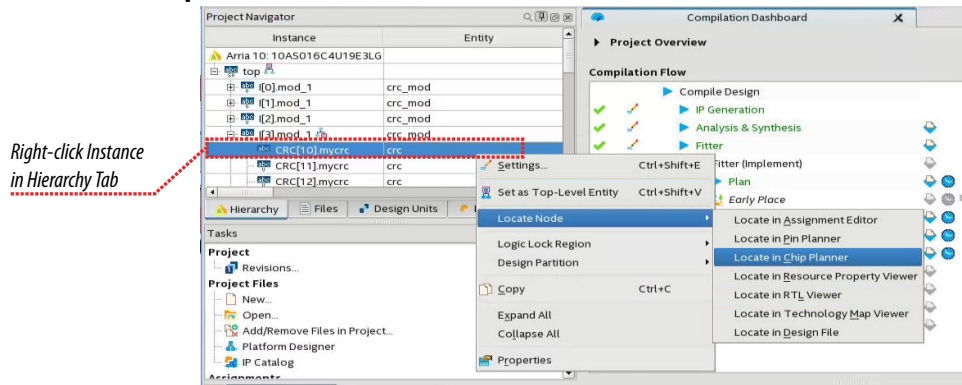 Project Navigator
Instance Entity
Arria 10: 10AS016C4U19E3LG
top
I[0].mod_1 crc_mod
I[1].mod_1 crc_mod
I[2].mod_1 crc_mod
I[3].mod_1 crc_mod
CRC[10].mycrc crc
CRC[11].mycrc crc
CRC[12].mycrc crc
Hierarchy Files Design Units
Right-click Instance
in Hierarchy Tab
Tasks
Project
Revisions...
Project Files
New...
Open...
Add/Remove Files in Project...
Platform Designer
IP Catalog
Assignments
Compilation Dashboard X
Project Overview
Compilation Flow
Compile Design
IP Generation
Analysis & Synthesis
Fitter
Fitter (Implement)
Plan
Early Place
Settings... Ctrl+Shift+E
Set as Top-Level Entity Ctrl+Shift+V
Locate Node
Logic Lock Region
Design Partition
Copy Ctrl+C
Expand All
Collapse All
Properties
Locate in Assignment Editor
Locate in Pin Planner
Locate in Chip Planner
Locate in Resource Property Viewer
Locate in RTL Viewer
Locate in Technology Map Viewer
Locate in Design File